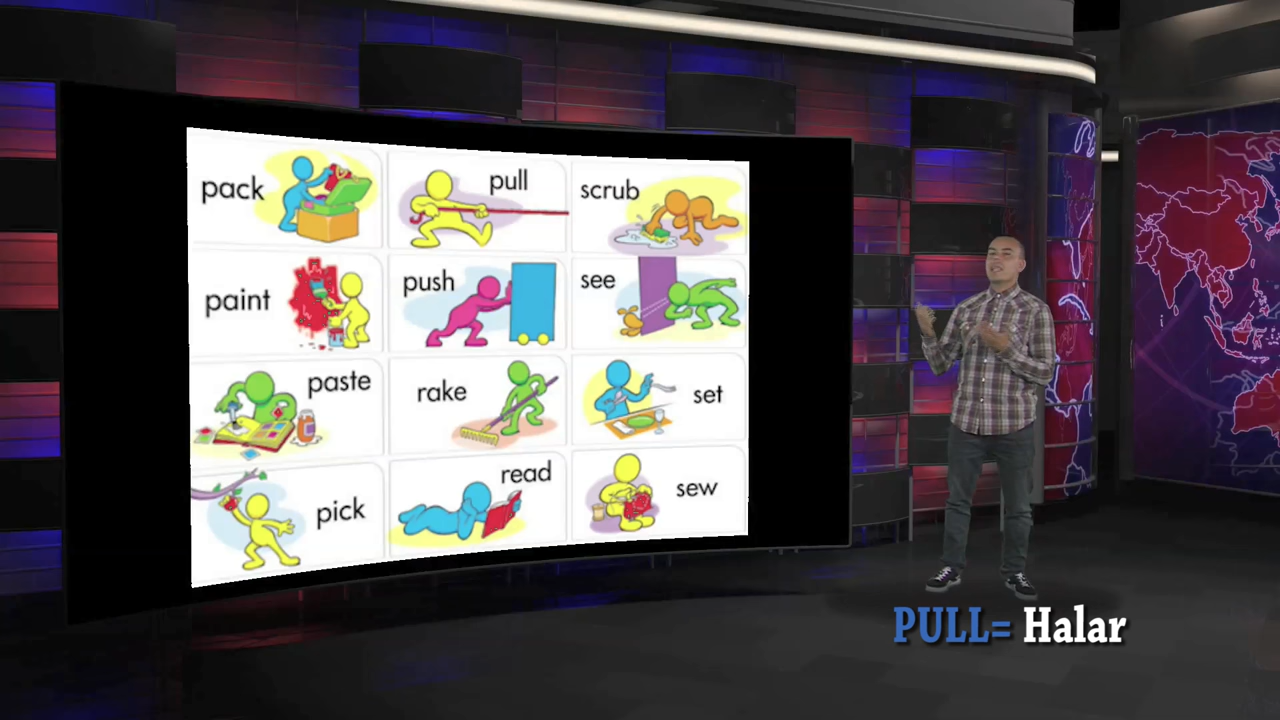 pack
pull
scrub
paint
push
see
paste
rake
set
pick
read
sew
PULL= Halar